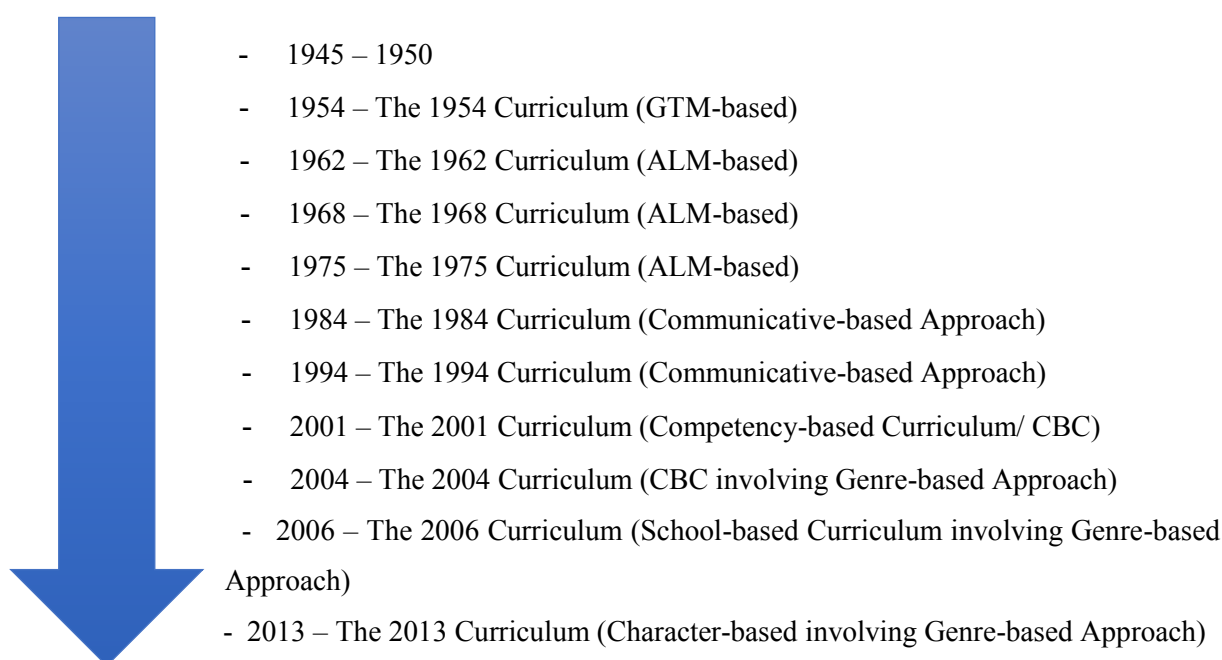 - 1945 – 1950
- 1954 – The 1954 Curriculum (GTM-based)
- 1962 – The 1962 Curriculum (ALM-based)
- 1968 – The 1968 Curriculum (ALM-based)
- 1975 – The 1975 Curriculum (ALM-based)
- 1984 – The 1984 Curriculum (Communicative-based Approach)
- 1994 – The 1994 Curriculum (Communicative-based Approach)
- 2001 – The 2001 Curriculum (Competency-based Curriculum/ CBC)
- 2004 – The 2004 Curriculum (CBC involving Genre-based Approach)
- 2006 – The 2006 Curriculum (School-based Curriculum involving Genre-based
Approach)
- 2013 – The 2013 Curriculum (Character-based involving Genre-based Approach)